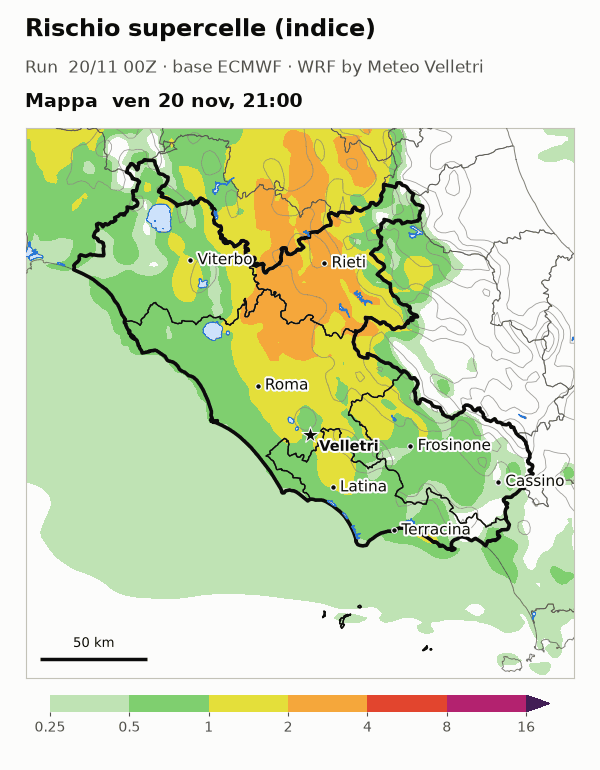 Rischio supercelle (indice)
Run  20/11 00Z · base ECMWF · WRF by Meteo Velletri
Mappa  ven 20 nov, 21:00
Viterbo
Rieti
Roma
Velletri
Frosinone
Cassino
Latina
Terracina
50 km
0.25 0.5 1 2 4 8 16